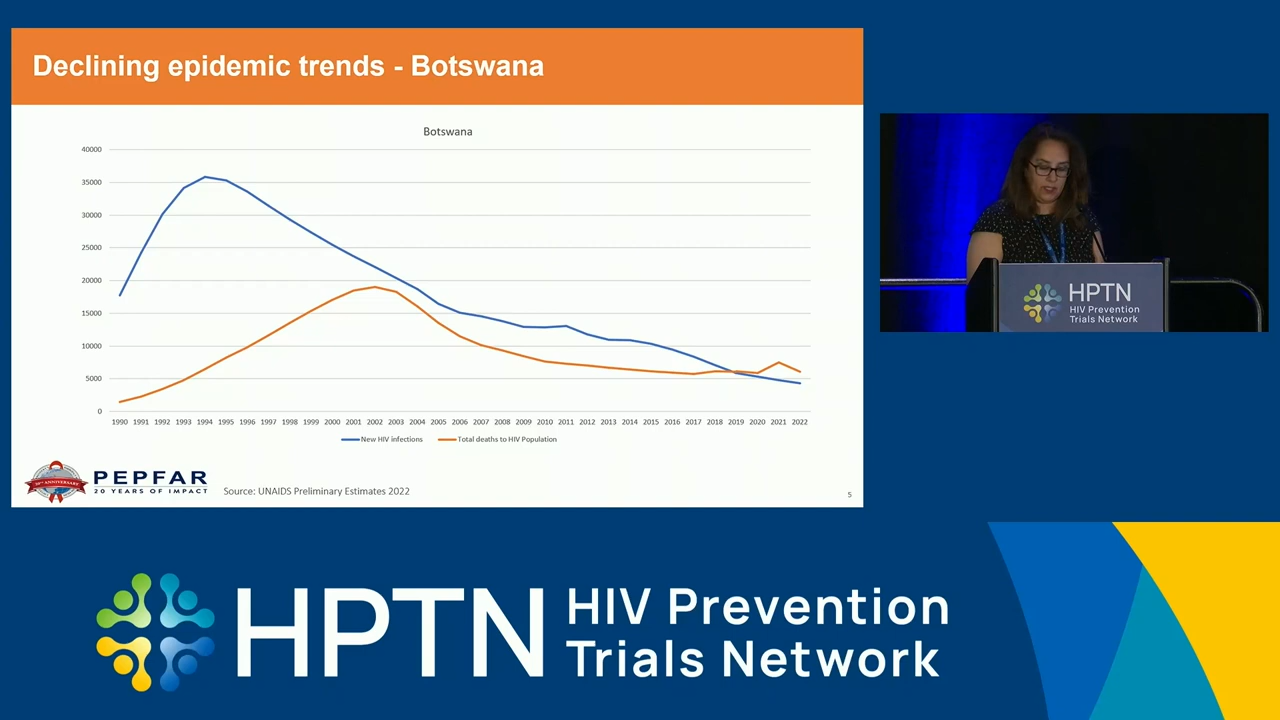 Declining epidemic trends - Botswana
Botswana
40000
35000
30000
25000
20000
15000
10000
5000
0
1990 1991 1992 1993 1994 1995 1996 1997 1998 1999 2000 2001 2002 2003 2004 2005 2006 2007 2008 2009 2010 2011 2012 2013 2014 2015 2016 2017 2018 2019 2020 2021 2022
New HIV infections Total deaths to HIV Population
20TH ANNIVERSARY
PEPFAR
20 YEARS OF IMPACT
Source: UNAIDS Preliminary Estimates 2022
5
HPTN
HIV Prevention
Trials Network
HPTN
HIV Prevention
Trials Network